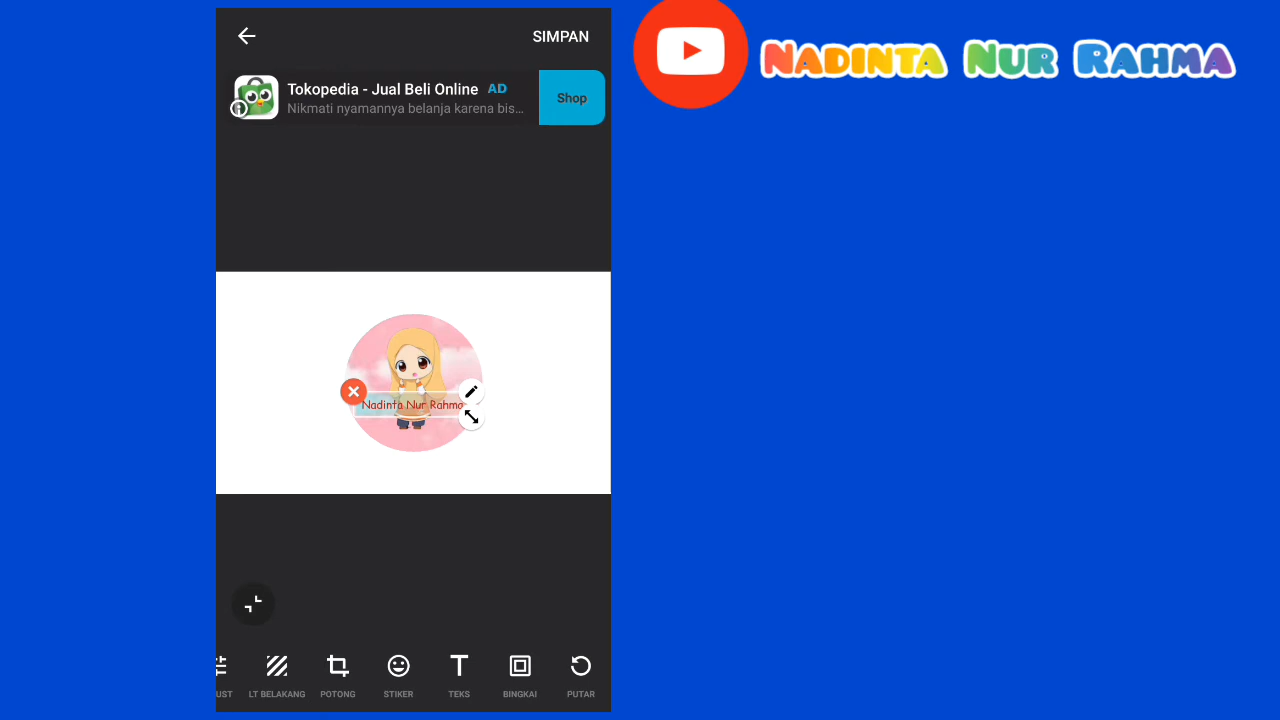 SIMPAN
Tokopedia - Jual Beli Online AD
Nikmati nyamannya belanja karena bis...
Shop
Nadinta Nur Rahma
Nadinta Nur Rahma
UST
LT BELAKANG
POTONG
STIKER
TEKS
BINGKAI
PUTAR